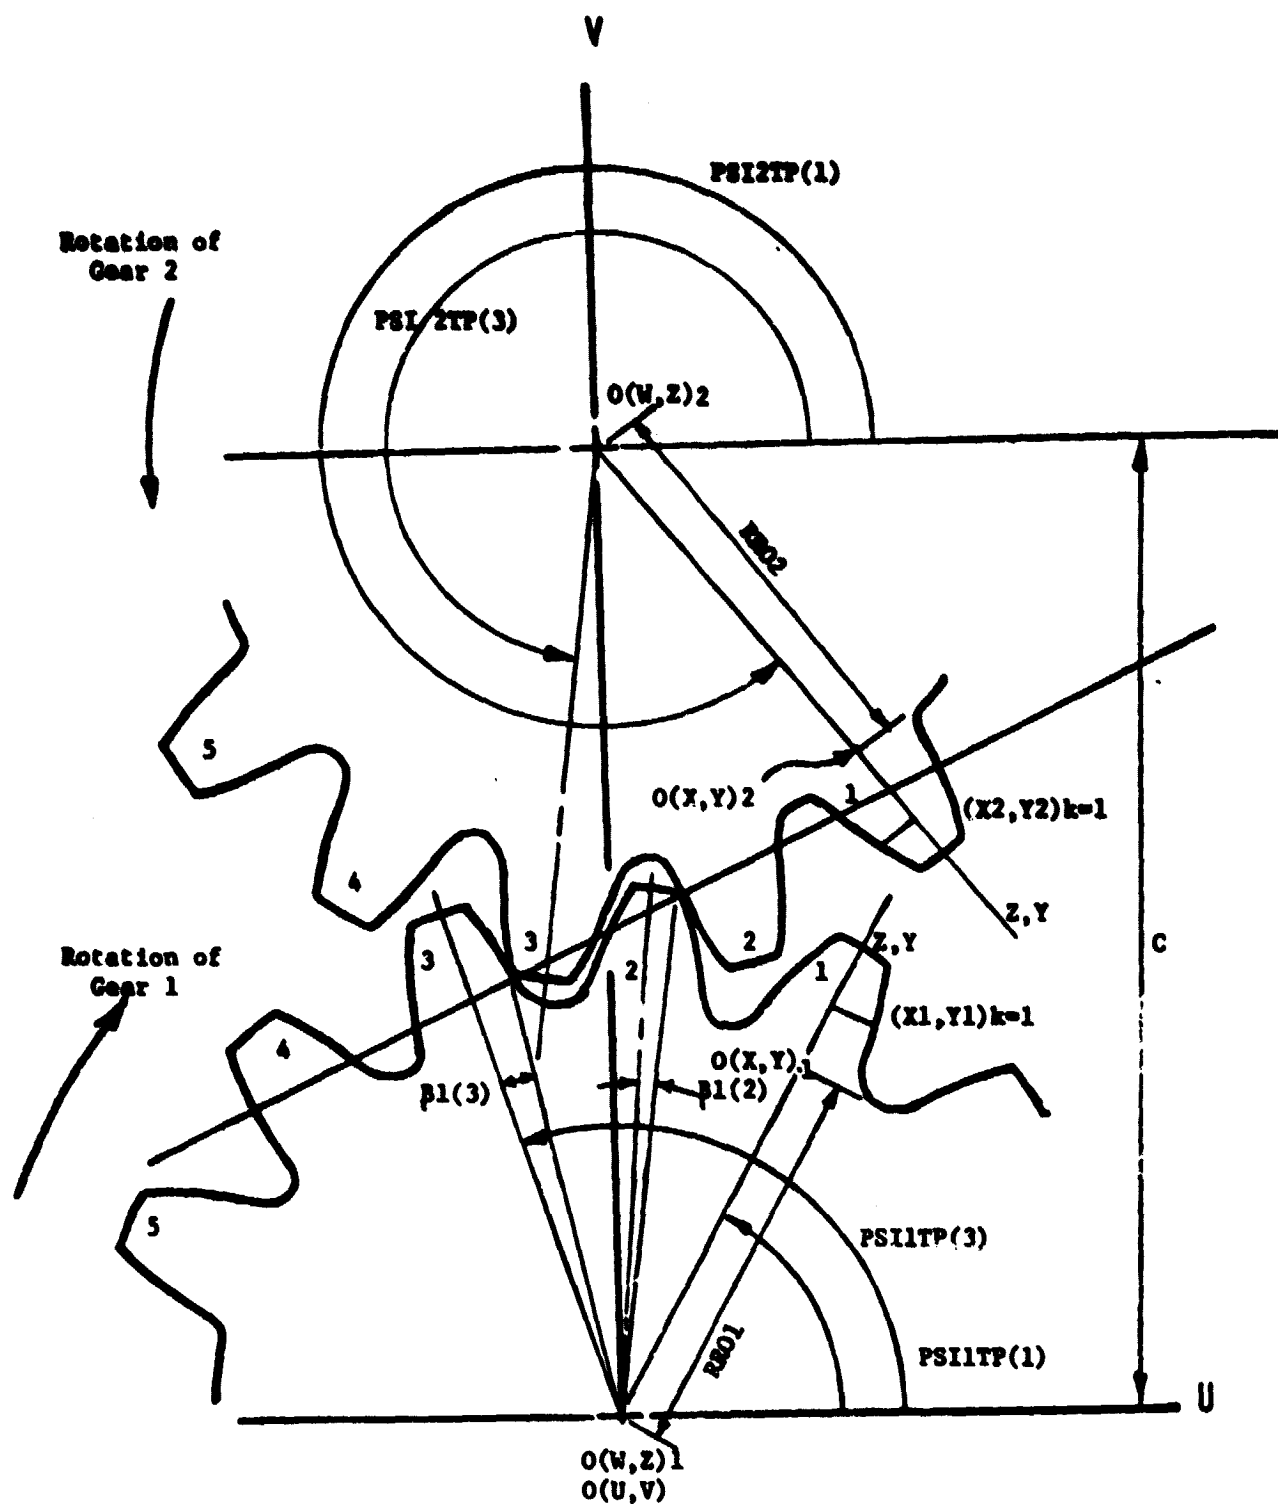 V
PSI2TP(1)
Rotation of
Gear 2
PSI 2TP(3)
O(W,Z)2
RRO2
5
O(X,Y)2
1
(X2,Y2)k=1
4
Z,Y
3
2
C
Z,Y
Rotation of
Gear 1
3
2
1
(X1,Y1)k=1
4
O(X,Y)1
β1(3)
β1(2)
5
PSI1TP(3)
RRO1
PSI1TP(1)
U
O(W,Z)1
O(U,V)